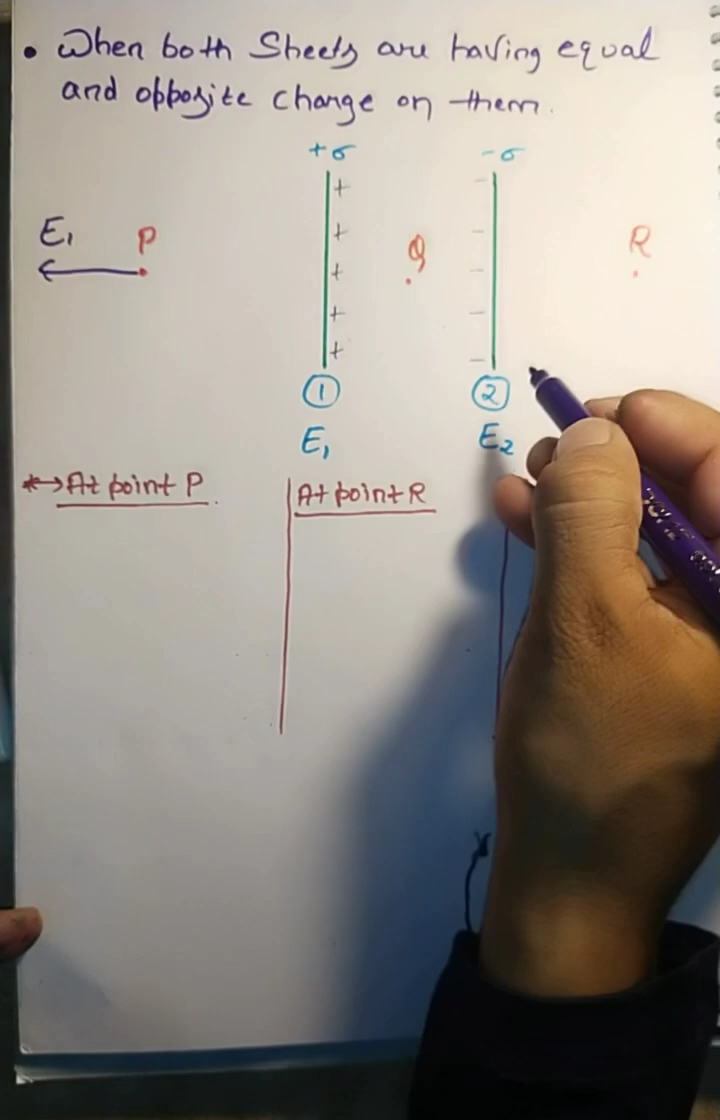 • When both Sheets are having equal
and opposite change on them.
+σ -σ
E₁ P Q R
+ + + + +
- - - - -
① ②
E₁ E₂
*→ At point P At point R